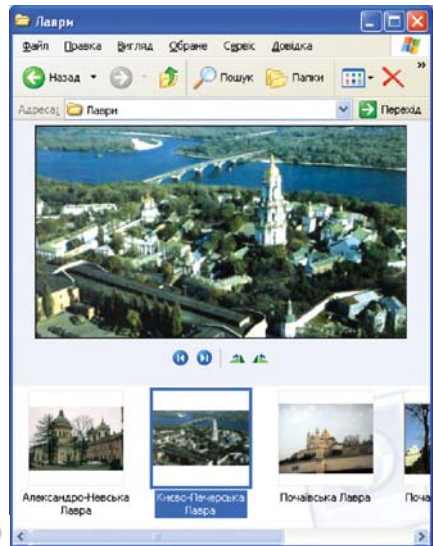 Лаври
Файл Правка Вигляд Обране Сервіс Довідка
Назад Пошук Папки »
Адреса: Лаври Перехід
Александро-Невська
Лавра
Києво-Печерська
Лавра
Почаївська Лавра
Поча